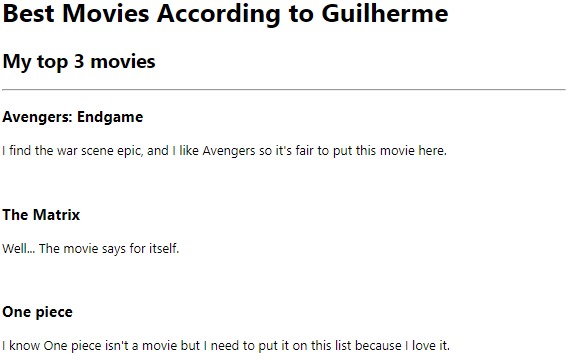 Best Movies According to Guilherme
My top 3 movies
Avengers: Endgame
I find the war scene epic, and I like Avengers so it's fair to put this movie here.
The Matrix
Well... The movie says for itself.
One piece
I know One piece isn't a movie but I need to put it on this list because I love it.